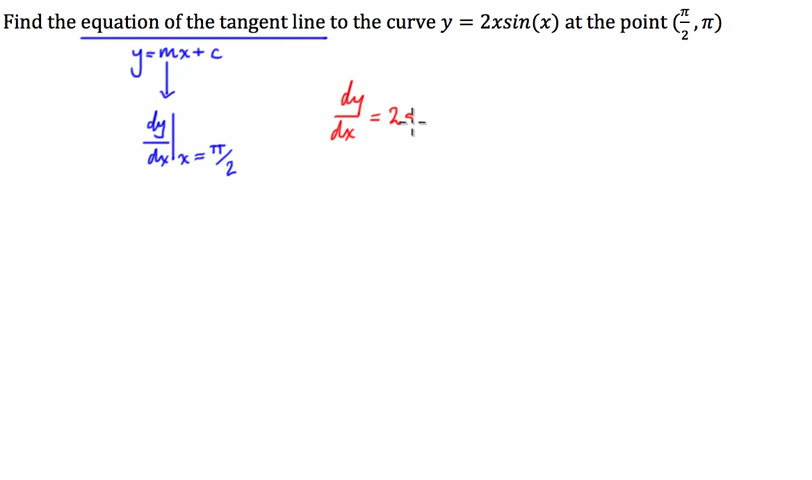 Find the equation of the tangent line to the curve y = 2xsin(x) at the point (π/2, π)
y = mx + c
dy/dx | x = π/2
dy/dx = 2